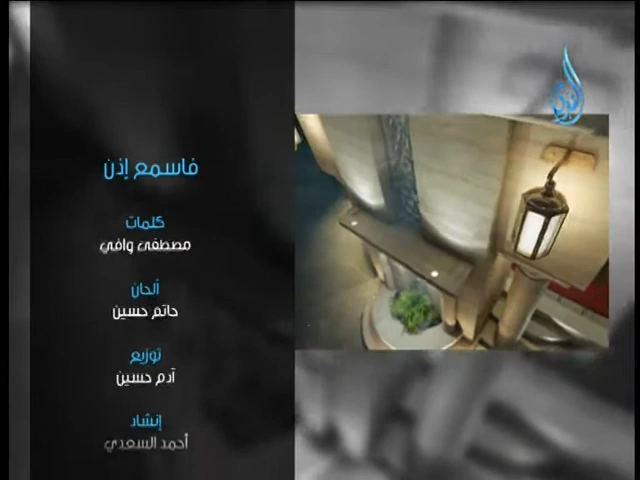 فاسمع إذن
كلمات
مصطفى وافي
ألحان
حاتم حسين
توزيع
آدم حسين
إنشاد
أحمد السعدي